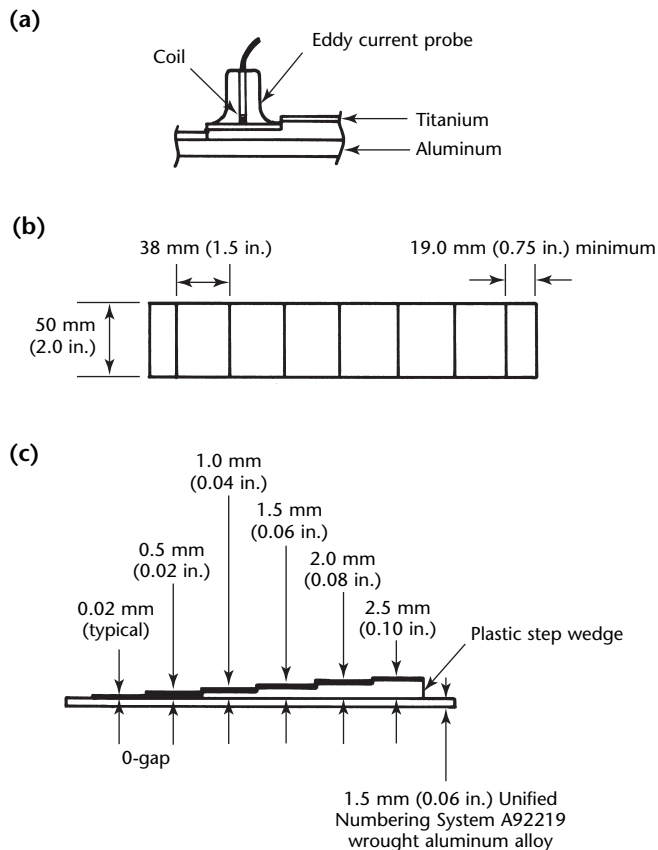 (a)
Coil
Eddy current probe
Titanium
Aluminum
(b)
38 mm (1.5 in.)
19.0 mm (0.75 in.) minimum
50 mm
(2.0 in.)
(c)
1.0 mm
(0.04 in.)
1.5 mm
(0.06 in.)
0.5 mm
(0.02 in.)
2.0 mm
(0.08 in.)
0.02 mm
(typical)
2.5 mm
(0.10 in.)
Plastic step wedge
0-gap
1.5 mm (0.06 in.) Unified
Numbering System A92219
wrought aluminum alloy